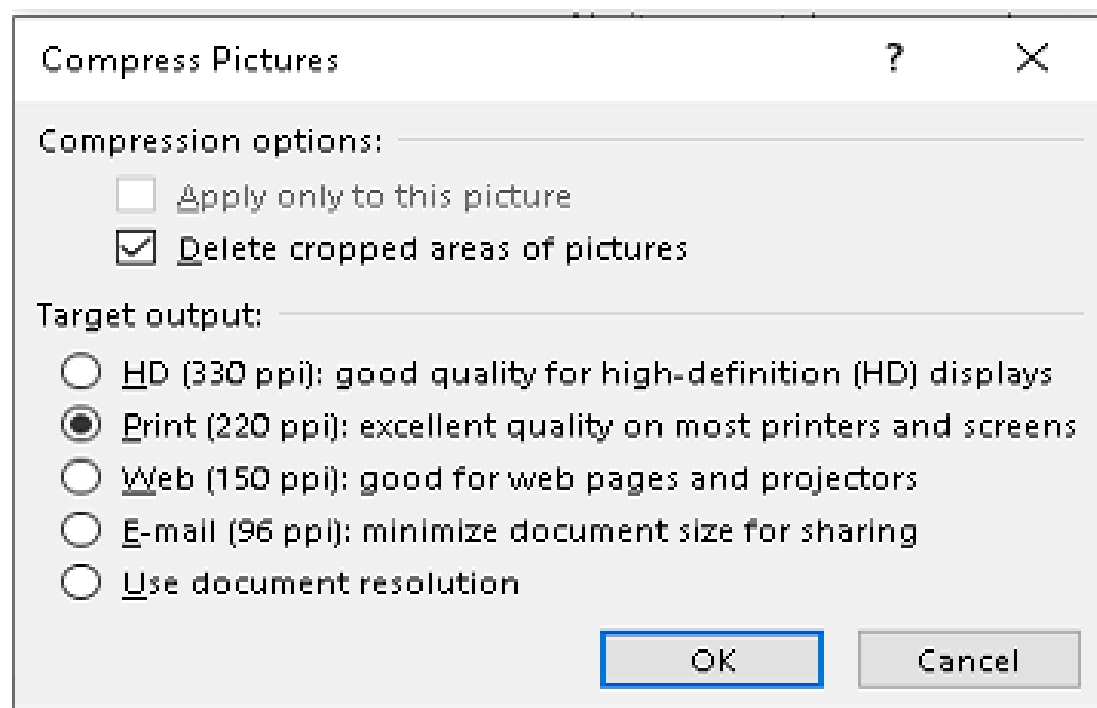 Compress Pictures ?
Compression options:
Apply only to this picture
Delete cropped areas of pictures
Target output:
HD (330 ppi): good quality for high-definition (HD) displays
Print (220 ppi): excellent quality on most printers and screens
Web (150 ppi): good for web pages and projectors
E-mail (96 ppi): minimize document size for sharing
Use document resolution
OK Cancel